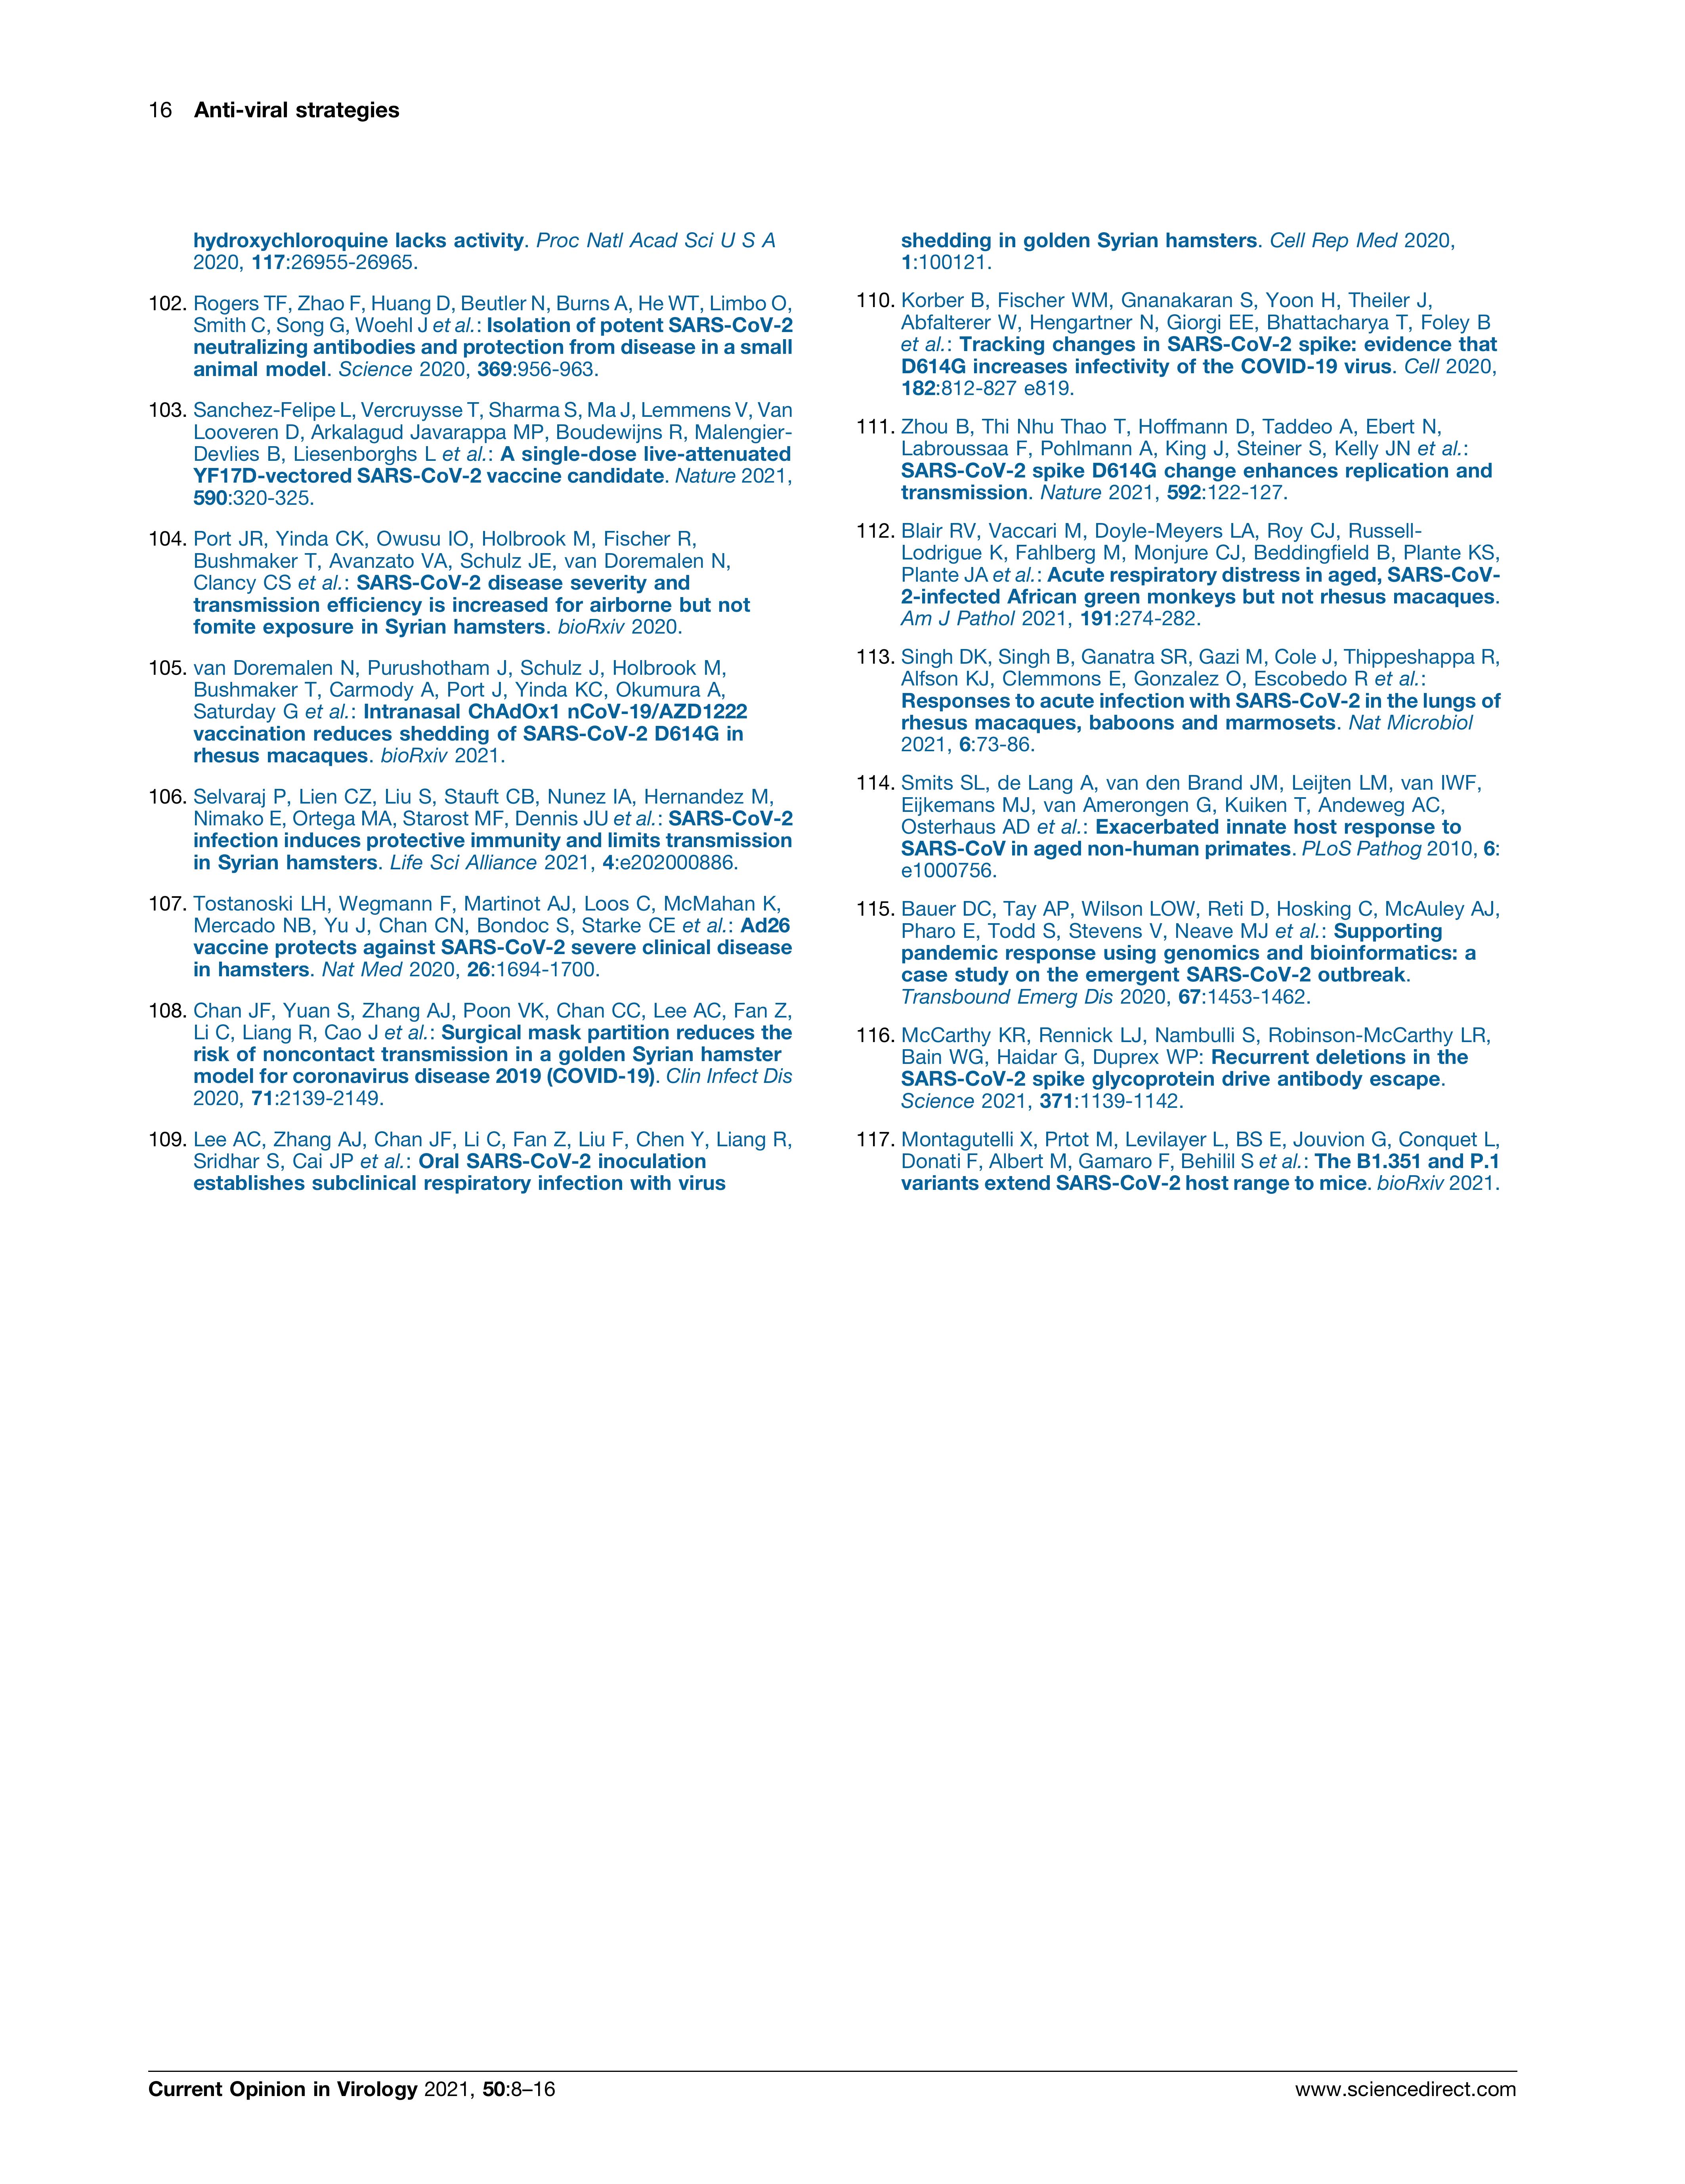 16 Anti-viral strategies
hydroxychloroquine lacks activity. Proc Natl Acad Sci U S A
2020, 117:26955-26965.
102. Rogers TF, Zhao F, Huang D, Beutler N, Burns A, He WT, Limbo O,
Smith C, Song G, Woehl J et al.: Isolation of potent SARS-CoV-2
neutralizing antibodies and protection from disease in a small
animal model. Science 2020, 369:956-963.
103. Sanchez-Felipe L, Vercruysse T, Sharma S, Ma J, Lemmens V, Van
Looveren D, Arkalagud Javarappa MP, Boudewijns R, Malengier-
Devlies B, Liesenborghs L et al.: A single-dose live-attenuated
YF17D-vectored SARS-CoV-2 vaccine candidate. Nature 2021,
590:320-325.
104. Port JR, Yinda CK, Owusu IO, Holbrook M, Fischer R,
Bushmaker T, Avanzato VA, Schulz JE, van Doremalen N,
Clancy CS et al.: SARS-CoV-2 disease severity and
transmission efficiency is increased for airborne but not
fomite exposure in Syrian hamsters. bioRxiv 2020.
105. van Doremalen N, Purushotham J, Schulz J, Holbrook M,
Bushmaker T, Carmody A, Port J, Yinda KC, Okumura A,
Saturday G et al.: Intranasal ChAdOx1 nCoV-19/AZD1222
vaccination reduces shedding of SARS-CoV-2 D614G in
rhesus macaques. bioRxiv 2021.
106. Selvaraj P, Lien CZ, Liu S, Stauft CB, Nunez IA, Hernandez M,
Nimako E, Ortega MA, Starost MF, Dennis JU et al.: SARS-CoV-2
infection induces protective immunity and limits transmission
in Syrian hamsters. Life Sci Alliance 2021, 4:e202000886.
107. Tostanoski LH, Wegmann F, Martinot AJ, Loos C, McMahan K,
Mercado NB, Yu J, Chan CN, Bondoc S, Starke CE et al.: Ad26
vaccine protects against SARS-CoV-2 severe clinical disease
in hamsters. Nat Med 2020, 26:1694-1700.
108. Chan JF, Yuan S, Zhang AJ, Poon VK, Chan CC, Lee AC, Fan Z,
Li C, Liang R, Cao J et al.: Surgical mask partition reduces the
risk of noncontact transmission in a golden Syrian hamster
model for coronavirus disease 2019 (COVID-19). Clin Infect Dis
2020, 71:2139-2149.
109. Lee AC, Zhang AJ, Chan JF, Li C, Fan Z, Liu F, Chen Y, Liang R,
Sridhar S, Cai JP et al.: Oral SARS-CoV-2 inoculation
establishes subclinical respiratory infection with virus
shedding in golden Syrian hamsters. Cell Rep Med 2020,
1:100121.
110. Korber B, Fischer WM, Gnanakaran S, Yoon H, Theiler J,
Abfalterer W, Hengartner N, Giorgi EE, Bhattacharya T, Foley B
et al.: Tracking changes in SARS-CoV-2 spike: evidence that
D614G increases infectivity of the COVID-19 virus. Cell 2020,
182:812-827 e819.
111. Zhou B, Thi Nhu Thao T, Hoffmann D, Taddeo A, Ebert N,
Labroussaa F, Pohlmann A, King J, Steiner S, Kelly JN et al.:
SARS-CoV-2 spike D614G change enhances replication and
transmission. Nature 2021, 592:122-127.
112. Blair RV, Vaccari M, Doyle-Meyers LA, Roy CJ, Russell-
Lodrigue K, Fahlberg M, Monjure CJ, Beddingfield B, Plante KS,
Plante JA et al.: Acute respiratory distress in aged, SARS-CoV-
2-infected African green monkeys but not rhesus macaques.
Am J Pathol 2021, 191:274-282.
113. Singh DK, Singh B, Ganatra SR, Gazi M, Cole J, Thippeshappa R,
Alfson KJ, Clemmons E, Gonzalez O, Escobedo R et al.:
Responses to acute infection with SARS-CoV-2 in the lungs of
rhesus macaques, baboons and marmosets. Nat Microbiol
2021, 6:73-86.
114. Smits SL, de Lang A, van den Brand JM, Leijten LM, van IWF,
Eijkemans MJ, van Amerongen G, Kuiken T, Andeweg AC,
Osterhaus AD et al.: Exacerbated innate host response to
SARS-CoV in aged non-human primates. PLoS Pathog 2010, 6:
e1000756.
115. Bauer DC, Tay AP, Wilson LOW, Reti D, Hosking C, McAuley AJ,
Pharo E, Todd S, Stevens V, Neave MJ et al.: Supporting
pandemic response using genomics and bioinformatics: a
case study on the emergent SARS-CoV-2 outbreak.
Transbound Emerg Dis 2020, 67:1453-1462.
116. McCarthy KR, Rennick LJ, Nambulli S, Robinson-McCarthy LR,
Bain WG, Haidar G, Duprex WP: Recurrent deletions in the
SARS-CoV-2 spike glycoprotein drive antibody escape.
Science 2021, 371:1139-1142.
117. Montagutelli X, Prtot M, Levilayer L, BS E, Jouvion G, Conquet L,
Donati F, Albert M, Gamaro F, Behilil S et al.: The B1.351 and P.1
variants extend SARS-CoV-2 host range to mice. bioRxiv 2021.
Current Opinion in Virology 2021, 50:8–16
www.sciencedirect.com